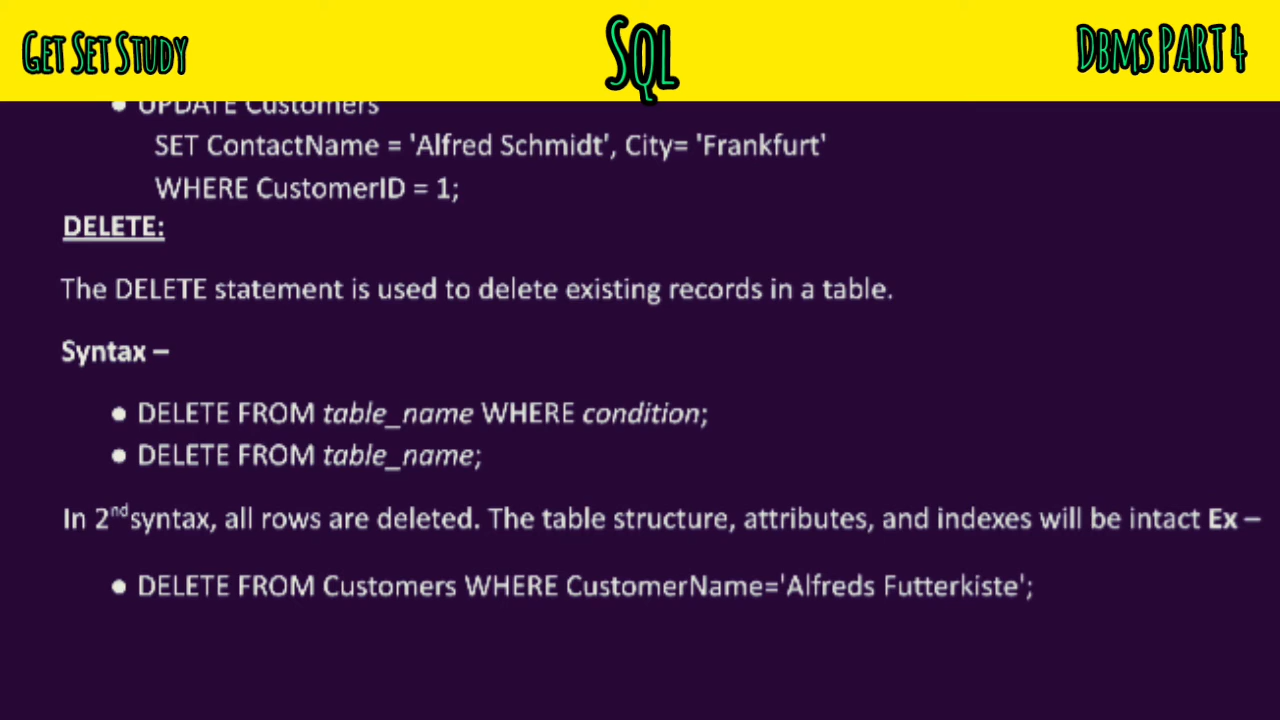 Get Set Study
Sql
Dbms PART 4
● UPDATE Customers
SET ContactName = 'Alfred Schmidt', City= 'Frankfurt'
WHERE CustomerID = 1;
DELETE:
The DELETE statement is used to delete existing records in a table.
Syntax –
● DELETE FROM table_name WHERE condition;
● DELETE FROM table_name;
In 2ndsyntax, all rows are deleted. The table structure, attributes, and indexes will be intact Ex –
● DELETE FROM Customers WHERE CustomerName='Alfreds Futterkiste';